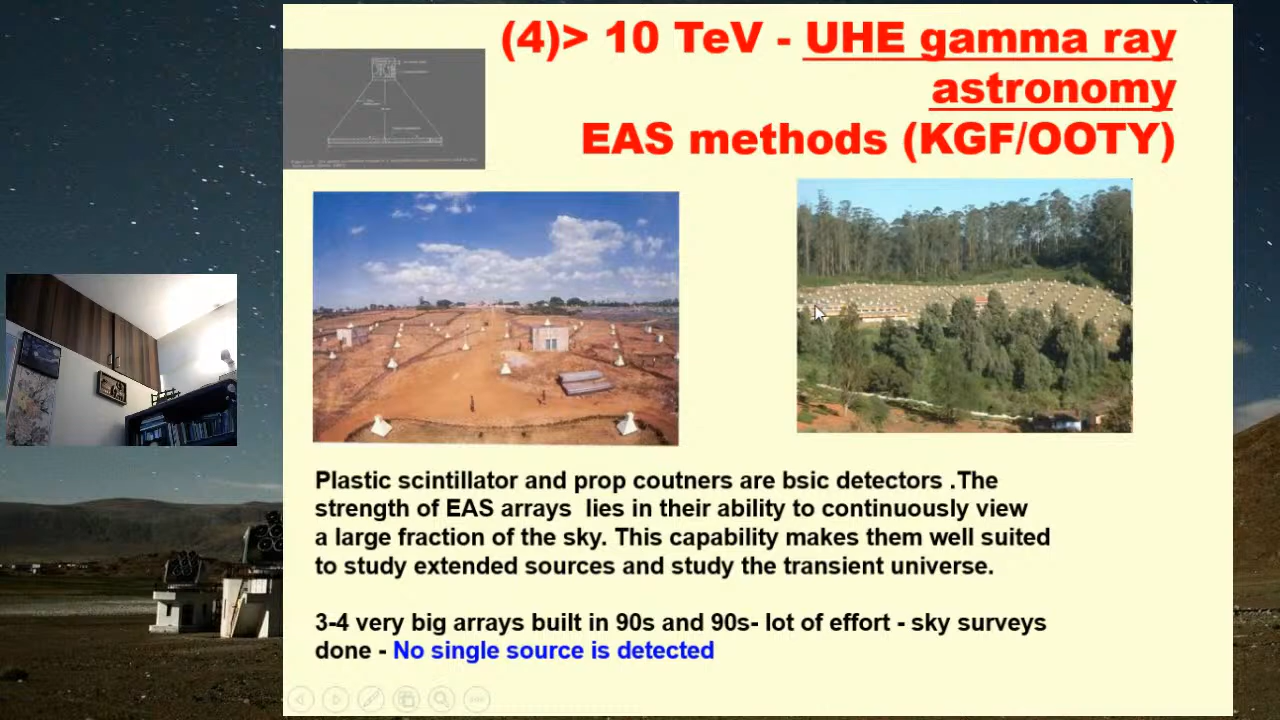 (4)> 10 TeV - UHE gamma ray
astronomy
EAS methods (KGF/OOTY)
Plastic scintillator and prop coutners are bsic detectors .The
strength of EAS arrays lies in their ability to continuously view
a large fraction of the sky. This capability makes them well suited
to study extended sources and study the transient universe.
3-4 very big arrays built in 90s and 90s- lot of effort - sky surveys
done - No single source is detected